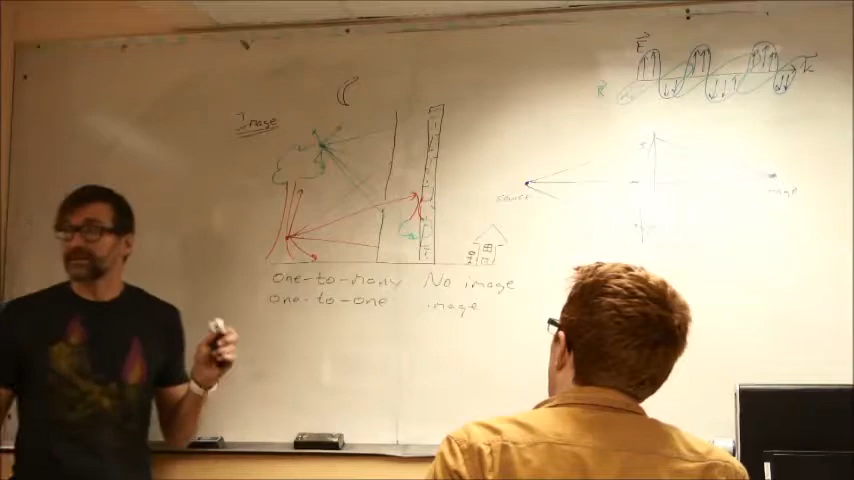 Image
One-to-Many No image
One-to-one image
E
k
B
source
image